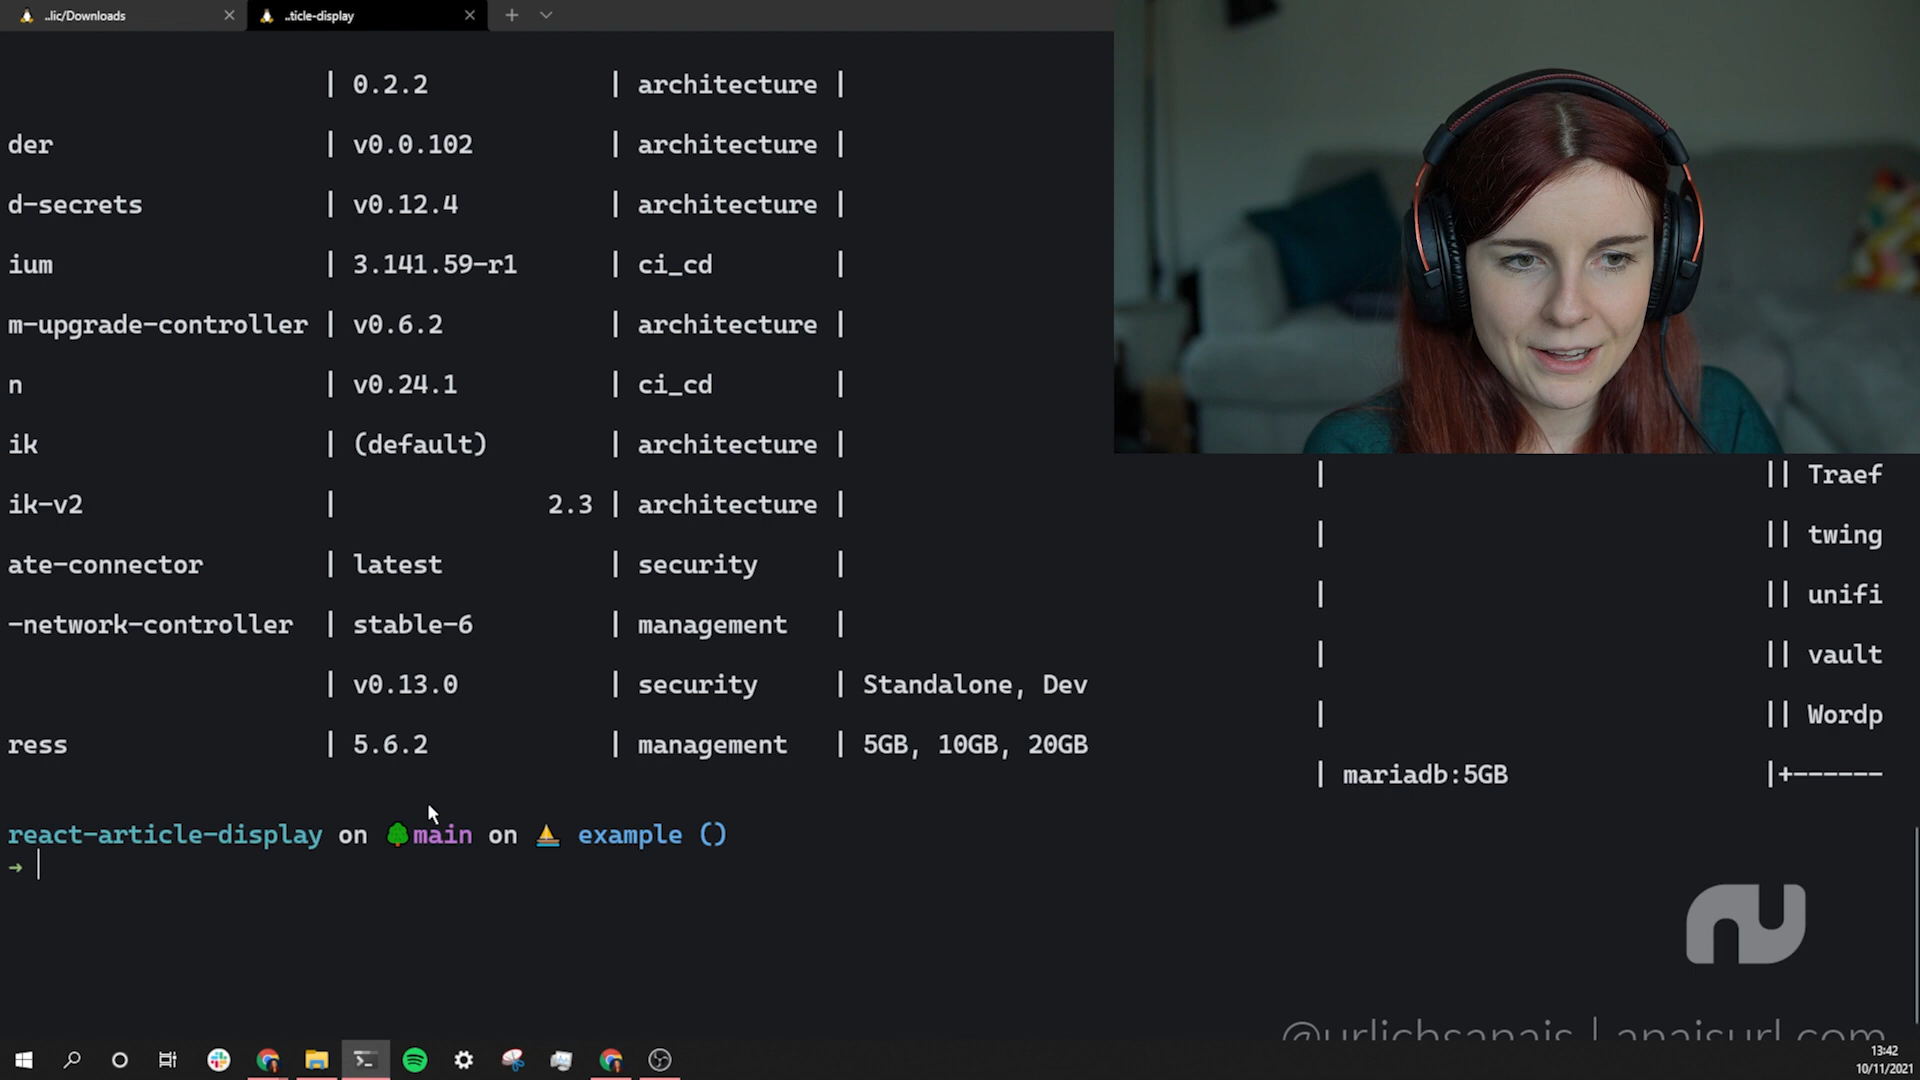 ..lic/Downloads
..ticle-display
| 0.2.2 | architecture |
der | v0.0.102 | architecture |
d-secrets | v0.12.4 | architecture |
ium | 3.141.59-r1 | ci_cd |
m-upgrade-controller | v0.6.2 | architecture |
n | v0.24.1 | ci_cd |
ik | (default) | architecture |
| || Traef
ik-v2 | 2.3 | architecture |
| || twing
ate-connector | latest | security |
| || unifi
-network-controller | stable-6 | management |
| || vault
| v0.13.0 | security | Standalone, Dev
| || Wordp
ress | 5.6.2 | management | 5GB, 10GB, 20GB
| mariadb:5GB |+------
react-article-display on main on example ()
→
@urlichsanais | anaisurl.com
13:42
10/11/2021